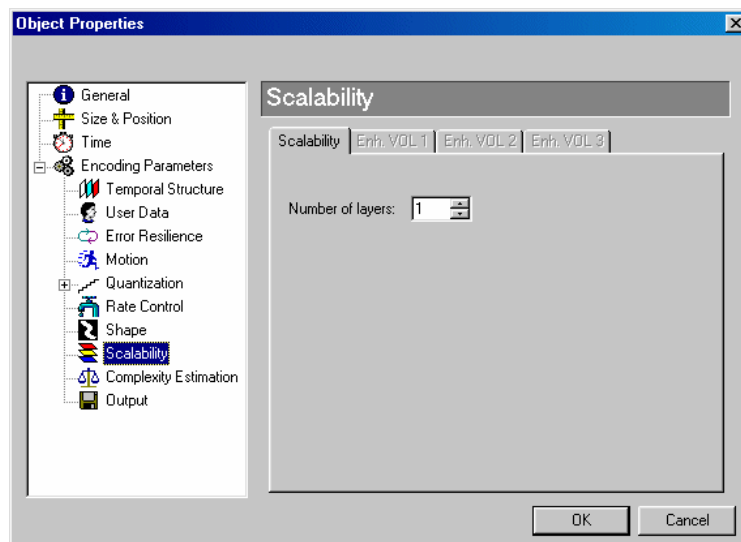 Object Properties
General
Size & Position
Time
Encoding Parameters
Temporal Structure
User Data
Error Resilience
Motion
Quantization
Rate Control
Shape
Scalability
Complexity Estimation
Output
Scalability
Scalability Enh. VOL 1 Enh. VOL 2 Enh. VOL 3
Number of layers: 1
OK Cancel